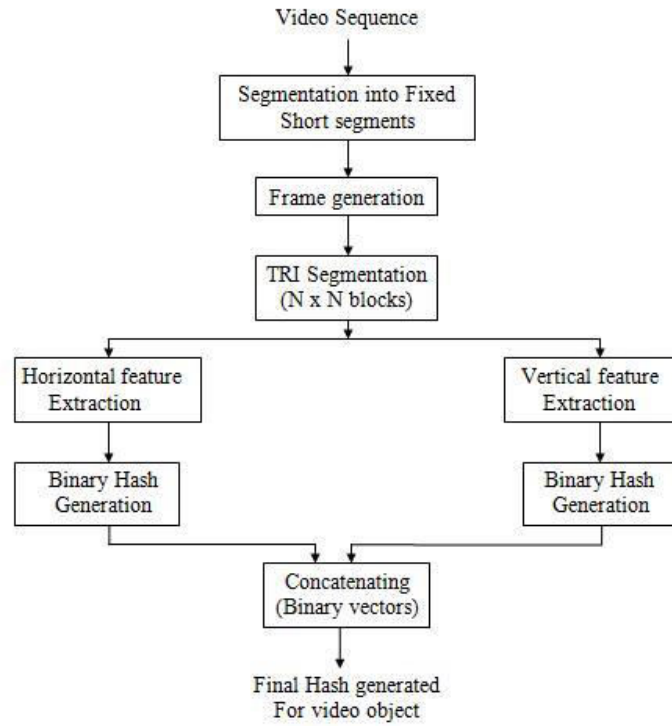 Video Sequence
Segmentation into Fixed
Short segments
Frame generation
TRI Segmentation
(N x N blocks)
Horizontal feature
Extraction
Vertical feature
Extraction
Binary Hash
Generation
Binary Hash
Generation
Concatenating
(Binary vectors)
Final Hash generated
For video object